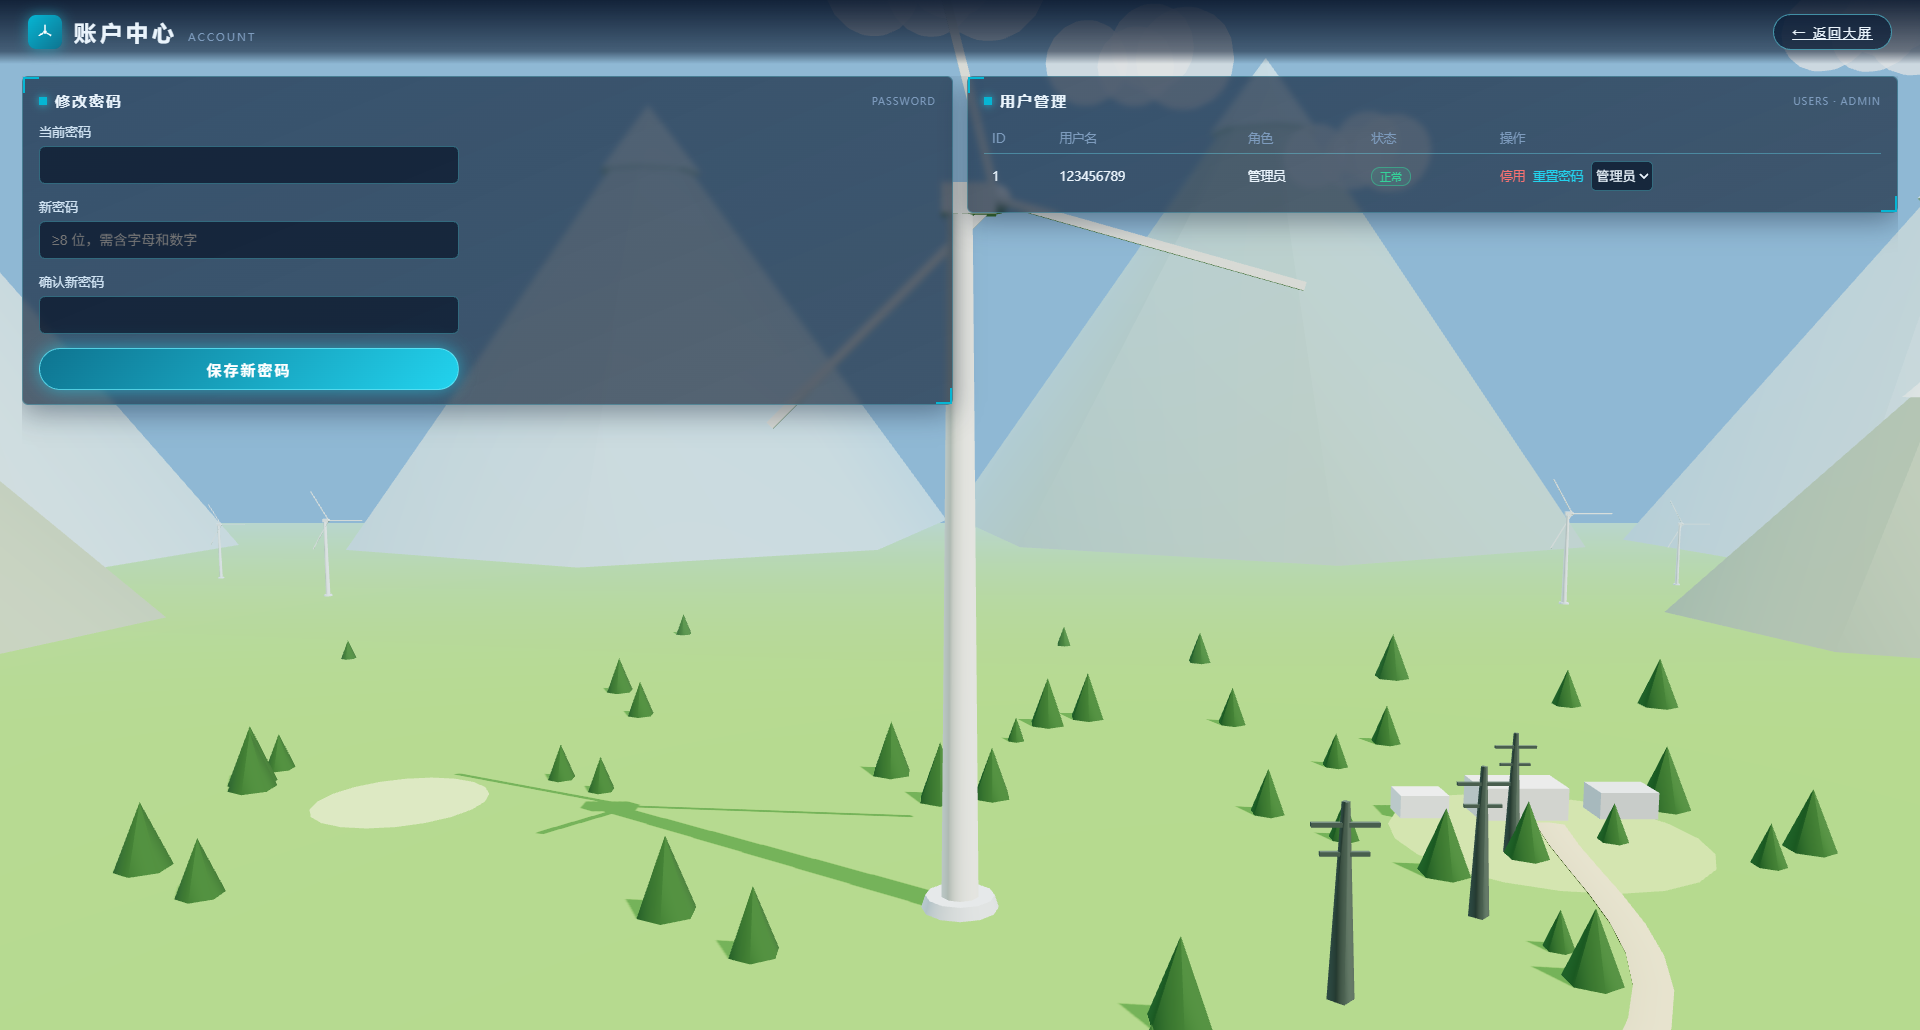 账户中心 ACCOUNT
← 返回大屏
修改密码 PASSWORD
当前密码
新密码
≥8 位，需含字母和数字
确认新密码
保存新密码
用户管理 USERS · ADMIN
ID 用户名 角色 状态 操作
1 123456789 管理员 正常 停用 重置密码 管理员